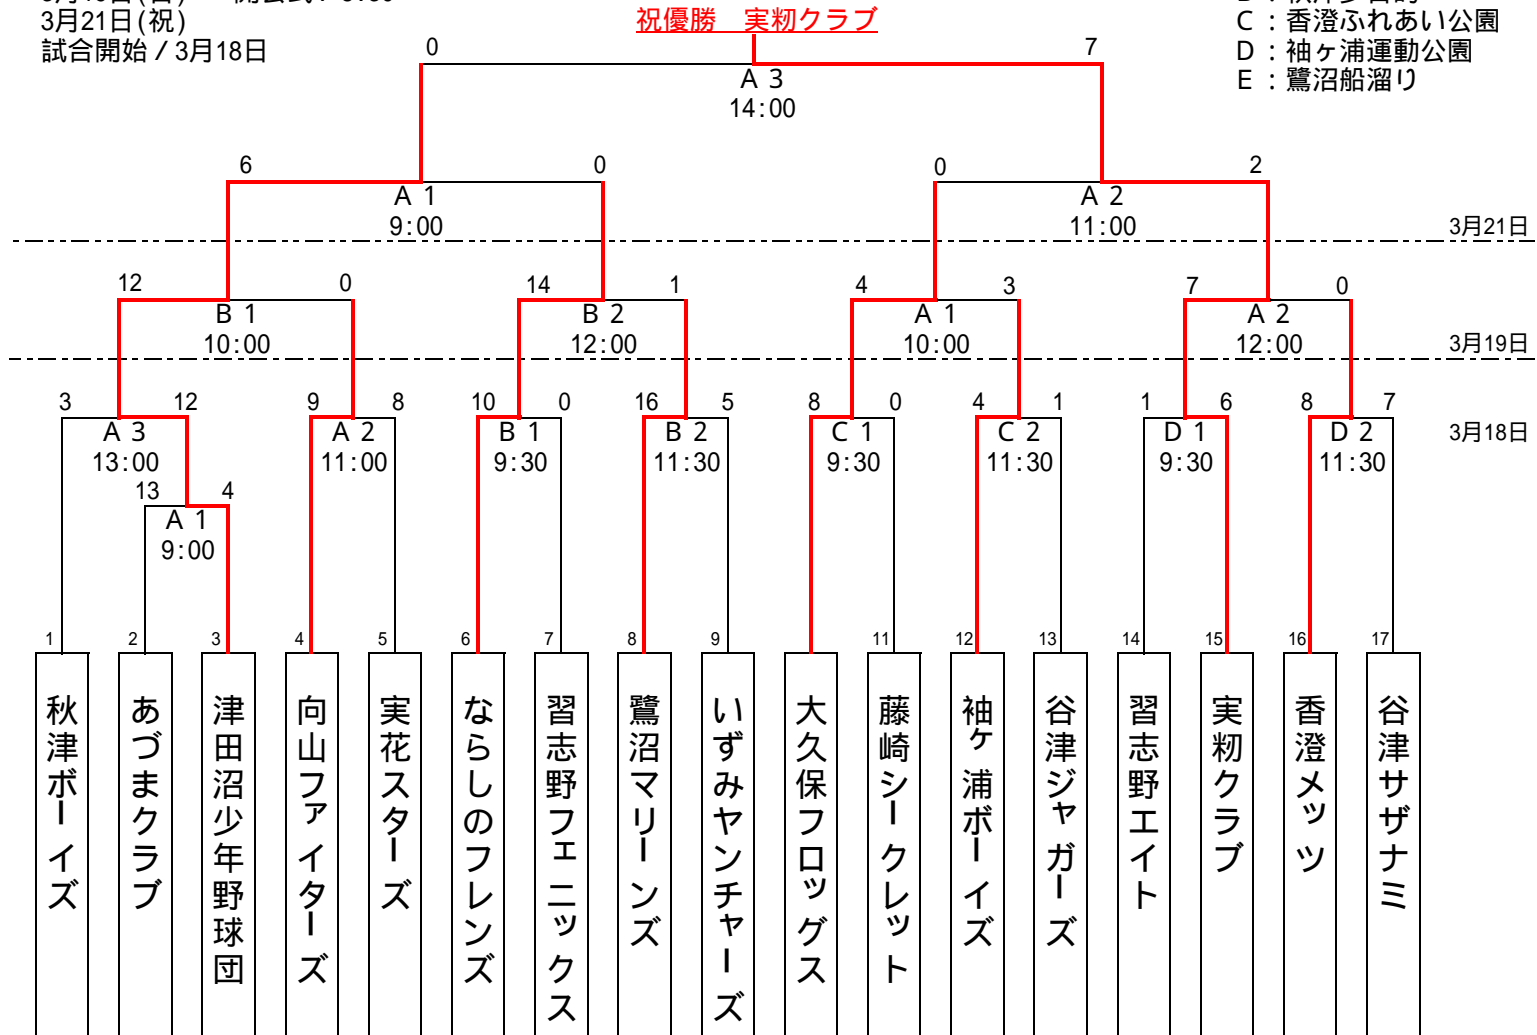 祝優勝　実籾クラブ
3月21日(祝)
試合開始 / 3月18日
C：香澄ふれあい公園
D：袖ヶ浦運動公園
E：鷺沼船溜り
0 7
A 3
14:00
6 0 0 2
A 1 A 2
9:00 11:00
3月21日
12 0 14 1 4 3 7 0
B 1 B 2 A 1 A 2
10:00 12:00 10:00 12:00
3月19日
3 12 9 8 10 0 16 5 8 0 4 1 1 6 8 7
A 3 A 2 B 1 B 2 C 1 C 2 D 1 D 2
13:00 11:00 9:30 11:30 9:30 11:30 9:30 11:30
3月18日
13 4
A 1
9:00
1 2 3 4 5 6 7 8 9 11 12 13 14 15 16 17
秋津ボーイズ
あづまクラブ
津田沼少年野球団
向山ファイターズ
実花スターズ
ならしのフレンズ
習志野フェニックス
鷺沼マリーンズ
いずみヤンチャーズ
大久保フロッグス
藤崎シークレット
袖ヶ浦ボーイズ
谷津ジャガーズ
習志野エイト
実籾クラブ
香澄メッツ
谷津サザナミ